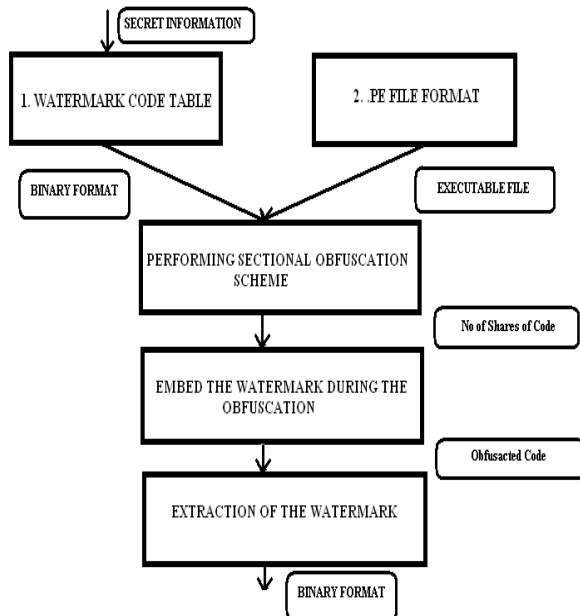 SECRET INFORMATION
1. WATERMARK CODE TABLE
2. .PE FILE FORMAT
BINARY FORMAT
EXECUTABLE FILE
PERFORMING SECTIONAL OBFUSCATION
SCHEME
No of Shares of Code
EMBED THE WATERMARK DURING THE
OBFUSCATION
Obfusacted Code
EXTRACTION OF THE WATERMARK
BINARY FORMAT